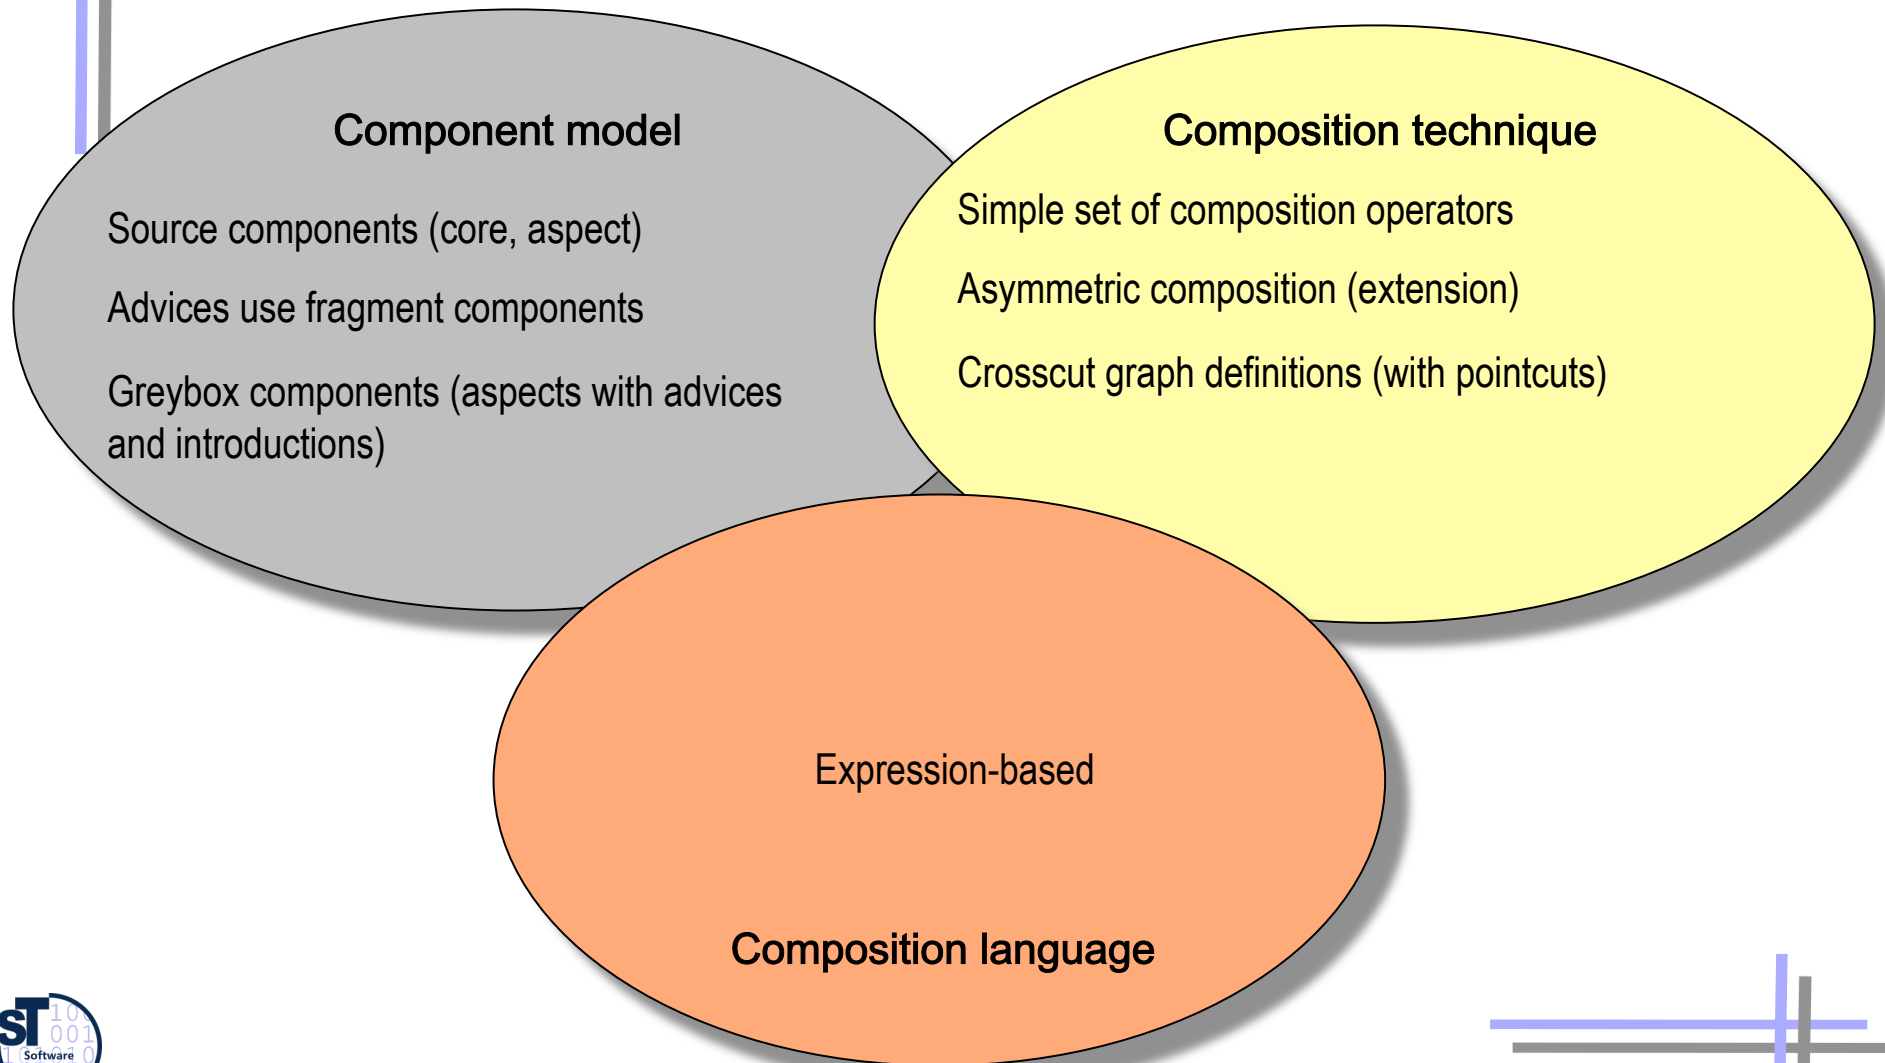 Component model
Source components (core, aspect)
Advices use fragment components
Greybox components (aspects with advices
and introductions)
Composition technique
Simple set of composition operators
Asymmetric composition (extension)
Crosscut graph definitions (with pointcuts)
Expression-based
Composition language
ST
Software